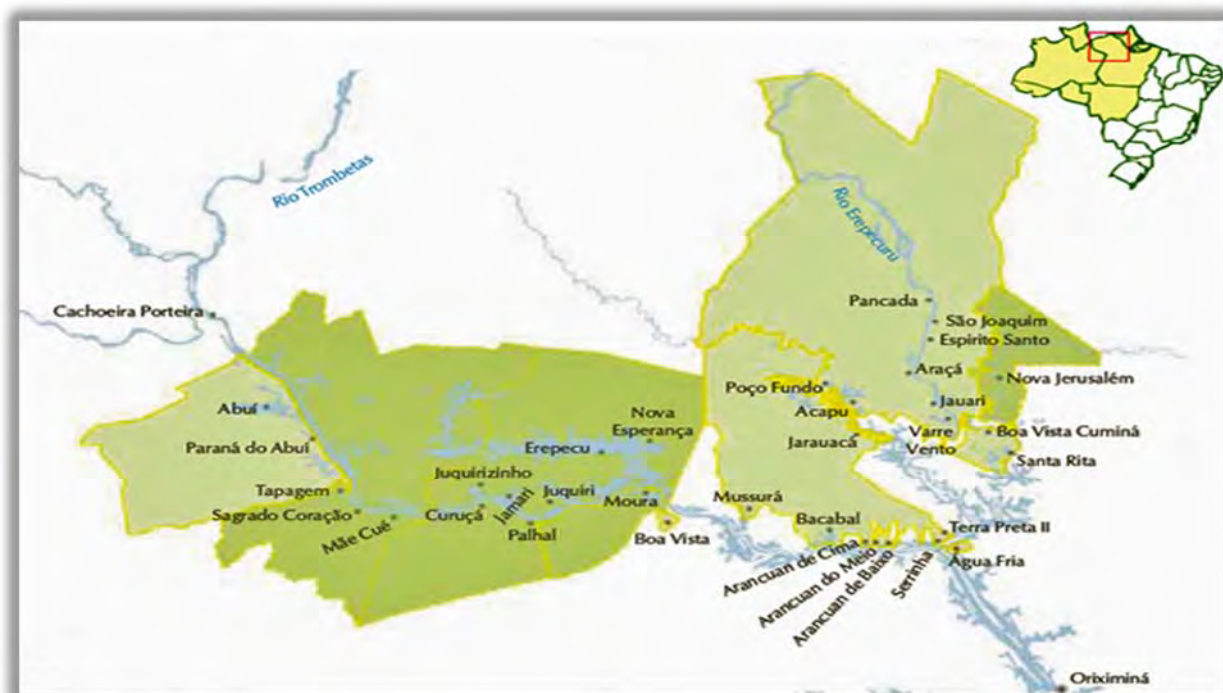 Rio Trombetas
Rio Erepecurú
Cachoeira Porteira
Pancada
São Joaquim
Espirito Santo
Araçá
Nova Jerusalém
Poço Fundo
Acapu
Jauari
Abuí
Nova
Esperança
Varre
Vento
Boa Vista Cuminá
Jarauacá
Paraná do Abuí
Erepecu
Santa Rita
Juquirizinho
Tapagem
Jamari
Juquiri
Moura
Mussurá
Sagrado Coração
Mãe Cué
Curuçá
Palhal
Boa Vista
Bacabal
Terra Preta II
Arancuan de Cima
Arancuan do Meio
Arancuan de Baixo
Serrinha
Água Fria
Oriximiná